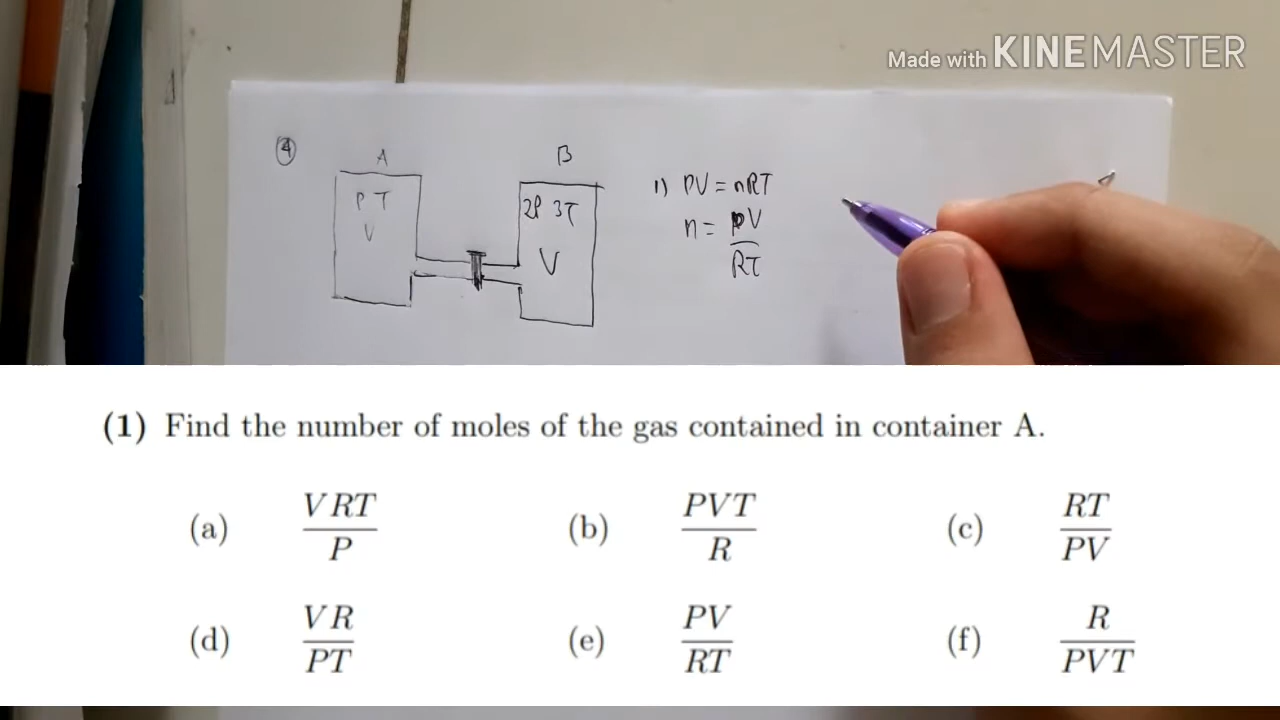 Made with KINEMASTER
④ A B
P T
V
2P 3T
V
1) PV = nRT
n = PV
RT
(1) Find the number of moles of the gas contained in container A.
(a) VRT/P (b) PVT/R (c) RT/PV
(d) VR/PT (e) PV/RT (f) R/PVT